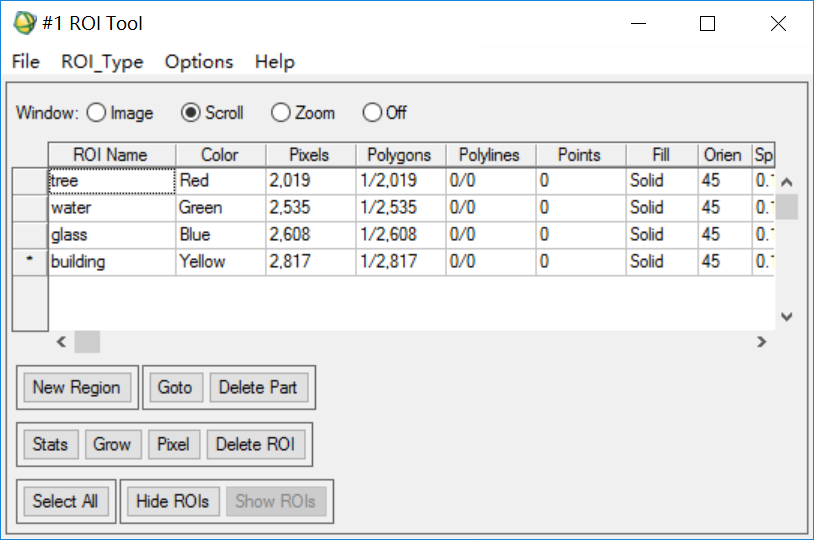 #1 ROI Tool
File ROI_Type Options Help
Window: Image Scroll Zoom Off
ROI Name Color Pixels Polygons Polylines Points Fill Orien Sp
tree Red 2,019 1/2,019 0/0 0 Solid 45 0.1
water Green 2,535 1/2,535 0/0 0 Solid 45 0.1
glass Blue 2,608 1/2,608 0/0 0 Solid 45 0.1
* building Yellow 2,817 1/2,817 0/0 0 Solid 45 0.1
New Region Goto Delete Part
Stats Grow Pixel Delete ROI
Select All Hide ROIs Show ROIs